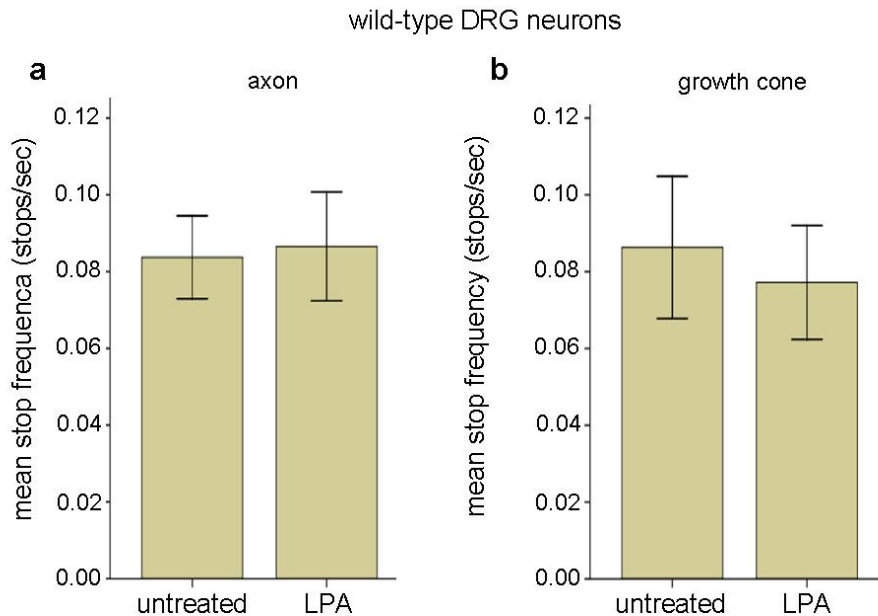 wild-type DRG neurons
a
axon
mean stop frequenca (stops/sec)
0.12
0.10
0.08
0.06
0.04
0.02
0.00
untreated LPA
b
growth cone
mean stop frequency (stops/sec)
0.12
0.10
0.08
0.06
0.04
0.02
0.00
untreated LPA